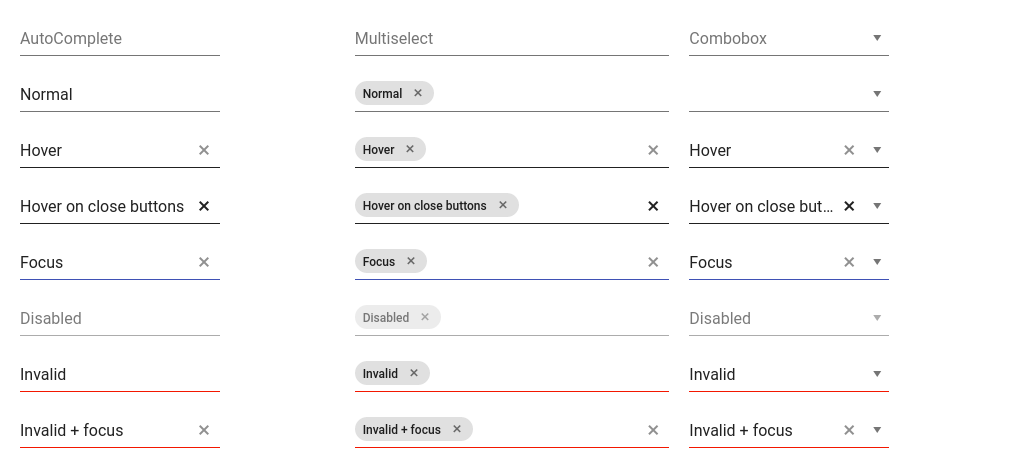 AutoComplete Multiselect Combobox
Normal Normal
Hover Hover Hover
Hover on close buttons Hover on close buttons Hover on close but...
Focus Focus Focus
Disabled Disabled Disabled
Invalid Invalid Invalid
Invalid + focus Invalid + focus Invalid + focus